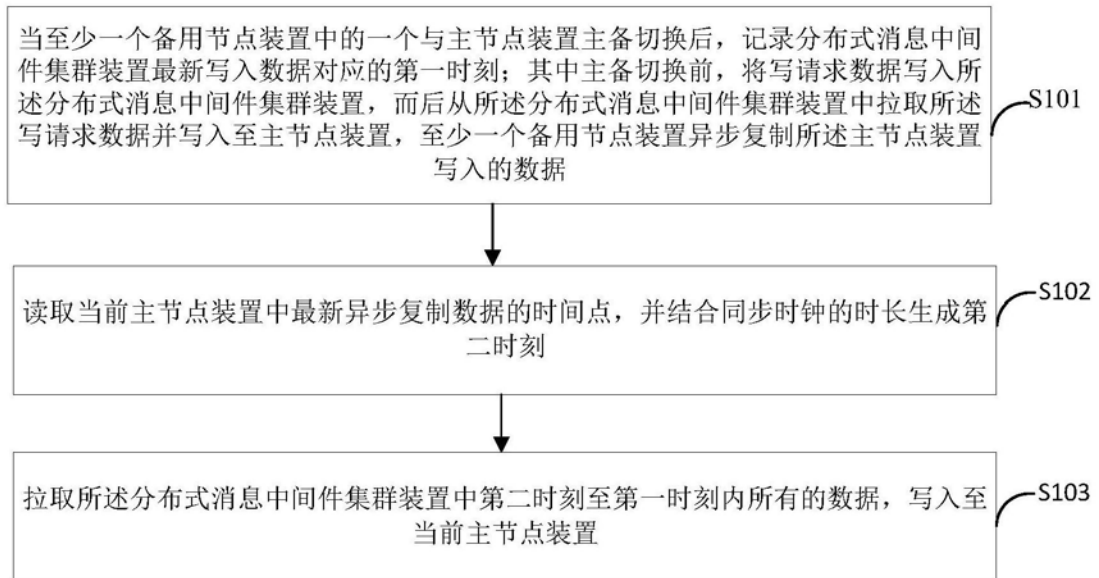 当至少一个备用节点装置中的一个与主节点装置主备切换后，记录分布式消息中间
件集群装置最新写入数据对应的第一时刻；其中主备切换前，将写请求数据写入所
述分布式消息中间件集群装置，而后从所述分布式消息中间件集群装置中拉取所述
写请求数据并写入至主节点装置，至少一个备用节点装置异步复制所述主节点装置
写入的数据
S101
读取当前主节点装置中最新异步复制数据的时间点，并结合同步时钟的时长生成第
二时刻
S102
拉取所述分布式消息中间件集群装置中第二时刻至第一时刻内所有的数据，写入至
当前主节点装置
S103